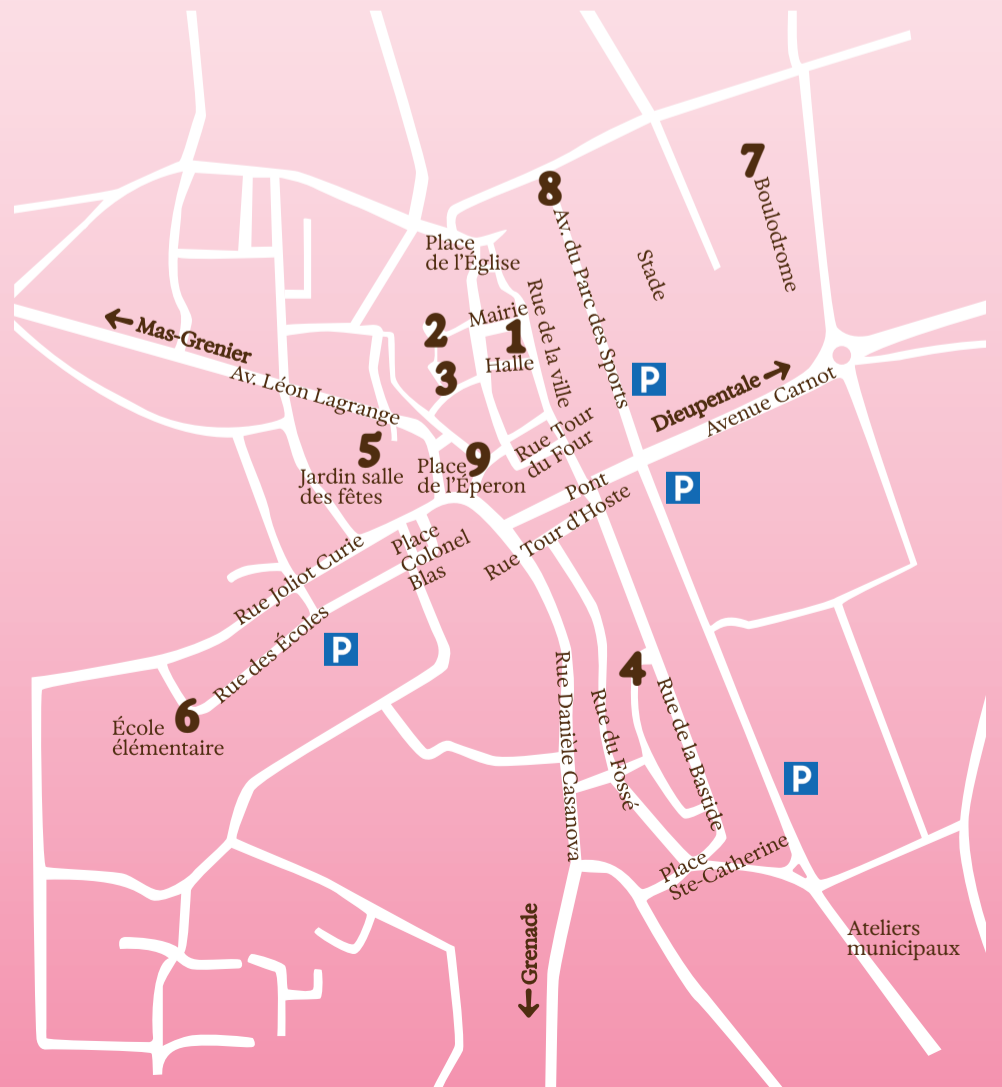 7
Boulodrome
8
Av. du Parc des Sports
Stade
Place
de l'Église
Mairie
Rue de la ville
1
Halle
2
3
← Mas-Grenier
Av. Léon Lagrange
P
Dieupentale →
Avenue Carnot
5
Jardin salle
des fêtes
9
Place
de l'Éperon
Rue Tour
du Four
P
Pont
Rue Tour d'Hoste
Place
Colonel
Blas
Rue Joliot Curie
Rue des Écoles
P
6
École
élémentaire
4
Rue Danièle Casanova
Rue du Fossé
Rue de la Bastide
P
Place
Ste-Catherine
← Grenade
Ateliers
municipaux